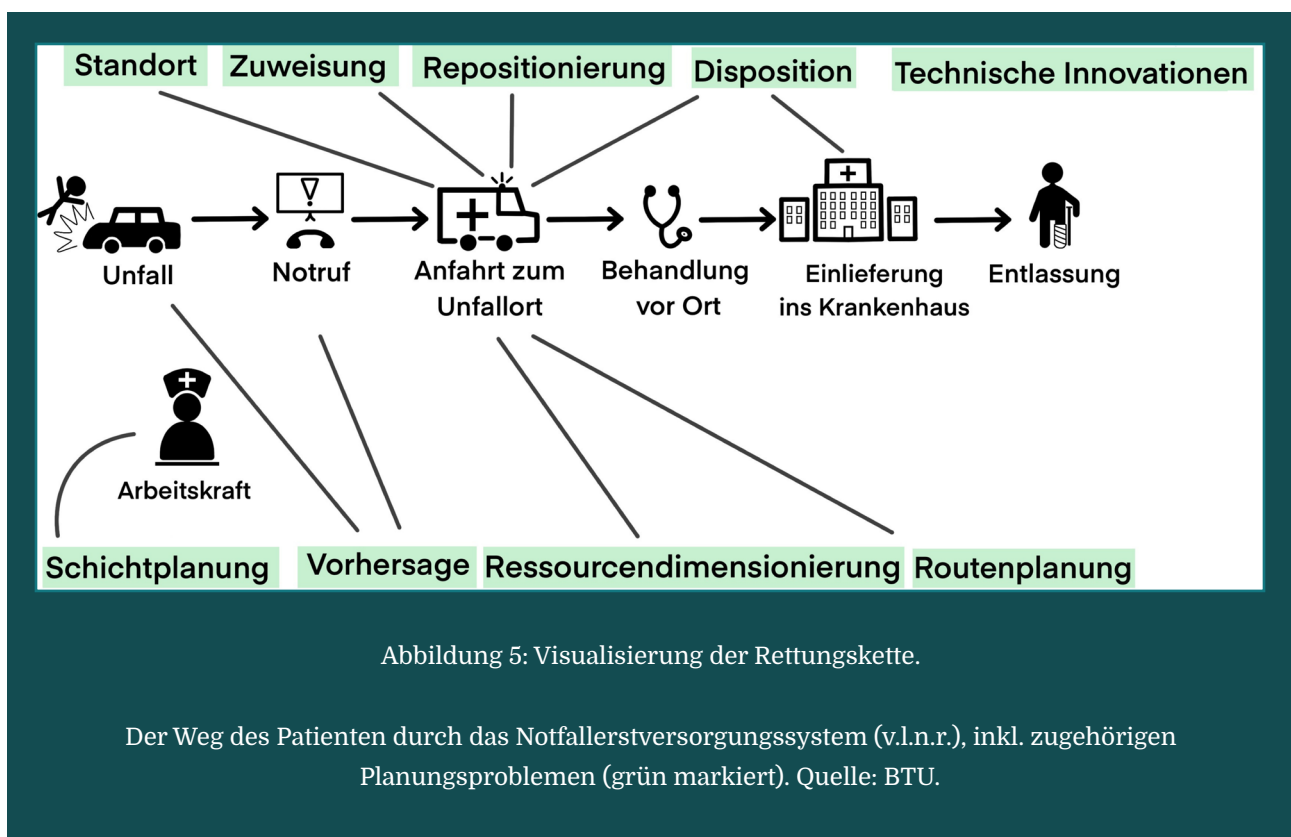 Standort Zuweisung Repositionierung Disposition Technische Innovationen
Unfall
Notruf
Anfahrt zum
Unfallort
Behandlung
vor Ort
Einlieferung
ins Krankenhaus
Entlassung
Arbeitskraft
Schichtplanung Vorhersage Ressourcendimensionierung Routenplanung
Abbildung 5: Visualisierung der Rettungskette.
Der Weg des Patienten durch das Notfallerstversorgungssystem (v.l.n.r.), inkl. zugehörigen
Planungsproblemen (grün markiert). Quelle: BTU.